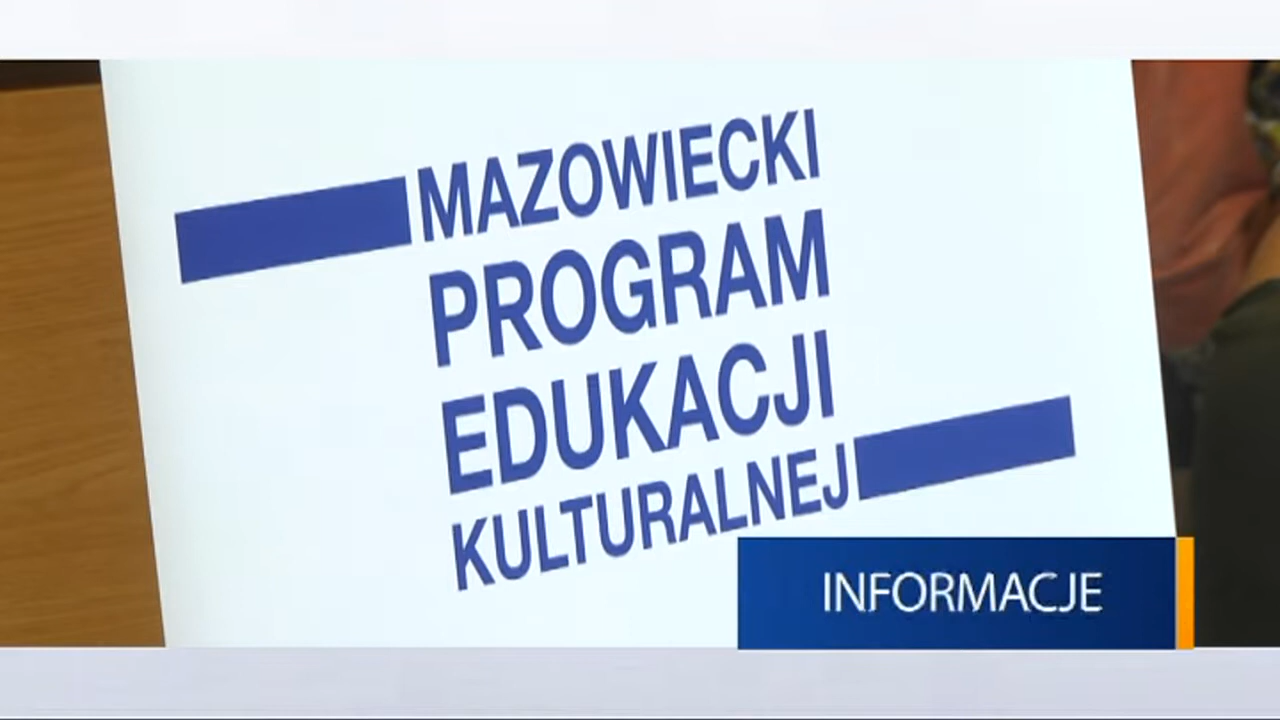 MAZOWIECKI
PROGRAM
EDUKACJI
KULTURALNEJ
INFORMACJE